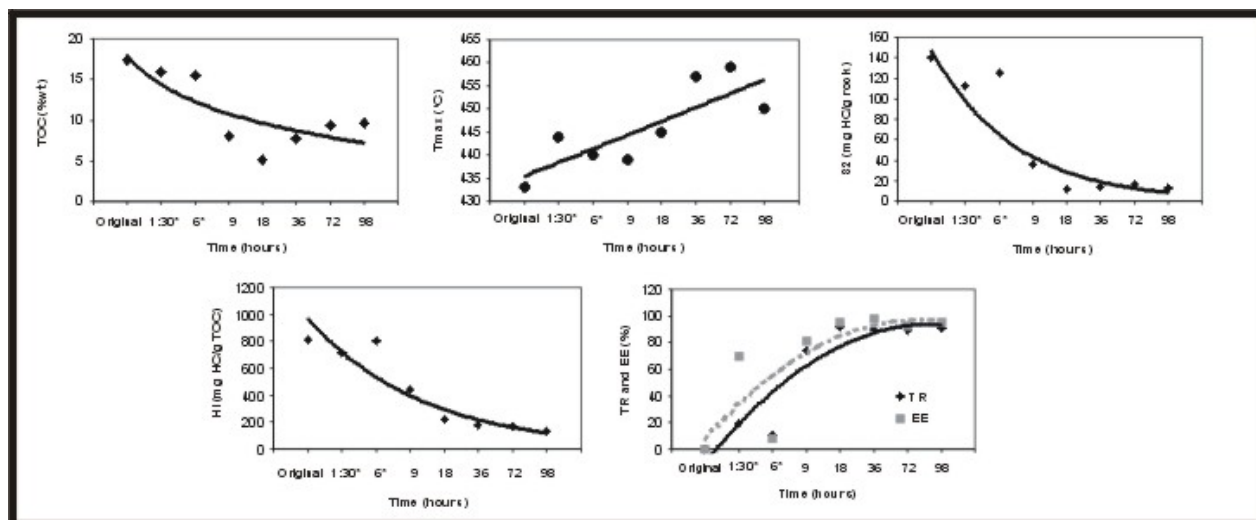 TOC (%wt)
20
15
10
5
0
Original 1:30" 6" 9 18 36 72 98
Time (hours)
Tmax (ºC)
465
460
455
450
445
440
435
430
Original 1:30" 6" 9 18 36 72 98
Time (hours)
S2 (mg HC/g rook)
160
140
120
100
80
60
40
20
0
Original 1:30" 6" 9 18 36 72 98
Time (hours)
HI (mg HC/g TOC)
1200
1000
800
600
400
200
0
Original 1:30" 6" 9 18 36 72 98
Time (hours)
TR and EE (%)
120
100
80
60
40
20
0
TR
EE
Original 1:30" 6" 9 18 36 72 98
Time (hours)